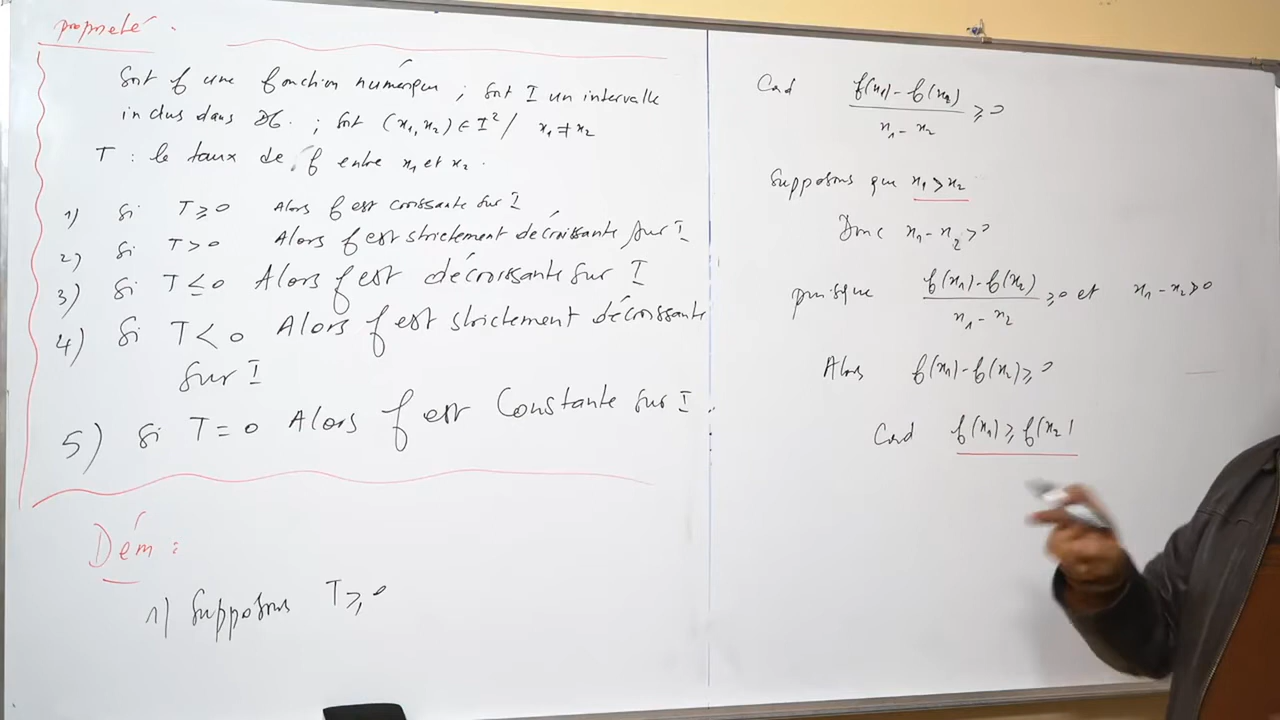 propriété .
Soit f une fonction numérique ; soit I un intervalle
inclus dans Df . ; soit (x₁,x₂) ∈ I² / x₁ ≠ x₂
T : le taux de f entre x₁ et x₂ .
1) Si T ≥ 0 Alors f est croissante sur I
2) Si T > 0 Alors f est strictement décroissante sur I
3) Si T ≤ 0 Alors f est décroissante sur I
4) Si T < 0 Alors f est strictement décroissante
sur I
5) Si T = 0 Alors f est Constante sur I .
Dém :
1) Supposons T ≥ 0
Cad (f(x₁) - f(x₂)) / (x₁ - x₂) ≥ 0
Supposons que x₁ > x₂
Donc x₁ - x₂ > 0
puisque (f(x₁) - f(x₂)) / (x₁ - x₂) ≥ 0 et x₁ - x₂ > 0
Alors f(x₁) - f(x₂) ≥ 0
Cad f(x₁) ≥ f(x₂)